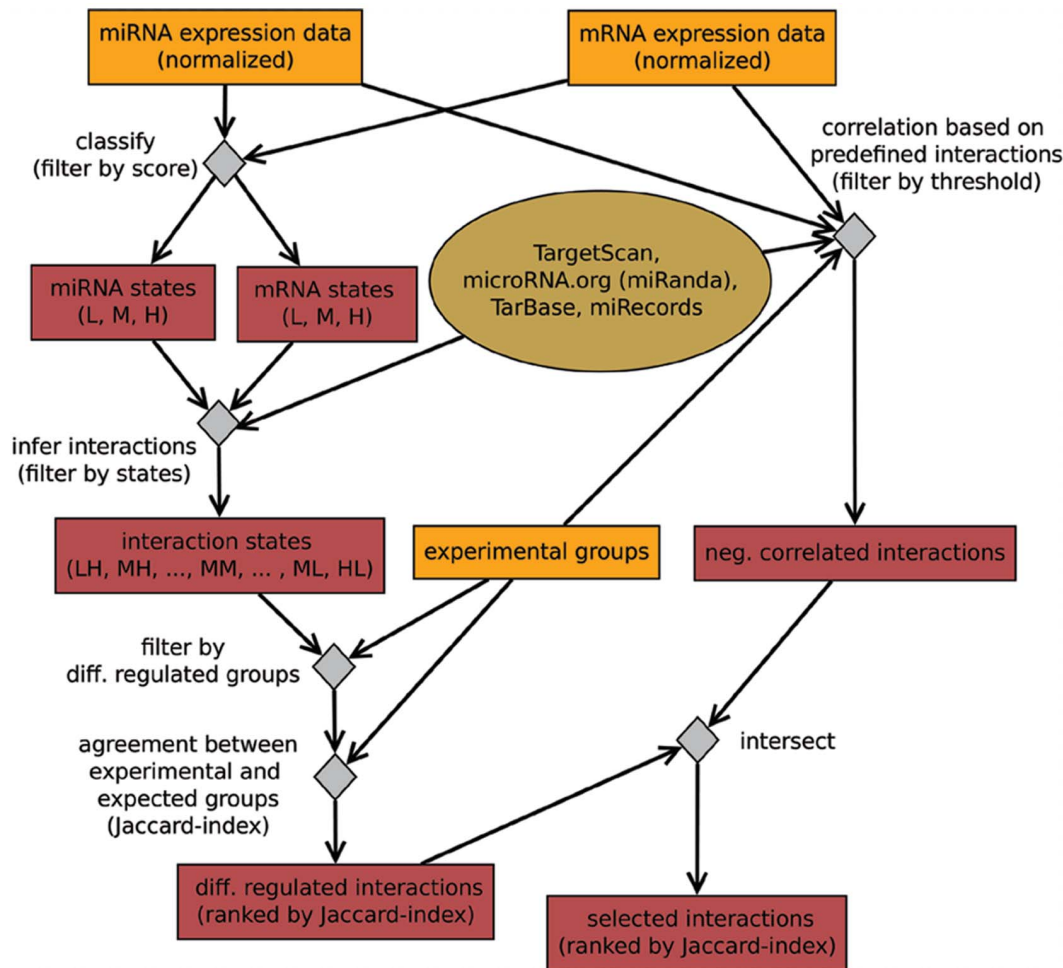 miRNA expression data
(normalized)
mRNA expression data
(normalized)
classify
(filter by score)
correlation based on
predefined interactions
(filter by threshold)
TargetScan,
microRNA.org (miRanda),
TarBase, miRecords
miRNA states
(L, M, H)
mRNA states
(L, M, H)
infer interactions
(filter by states)
interaction states
(LH, MH, ..., MM, ... , ML, HL)
experimental groups
neg. correlated interactions
filter by
diff. regulated groups
agreement between
experimental and
expected groups
(Jaccard-index)
intersect
diff. regulated interactions
(ranked by Jaccard-index)
selected interactions
(ranked by Jaccard-index)